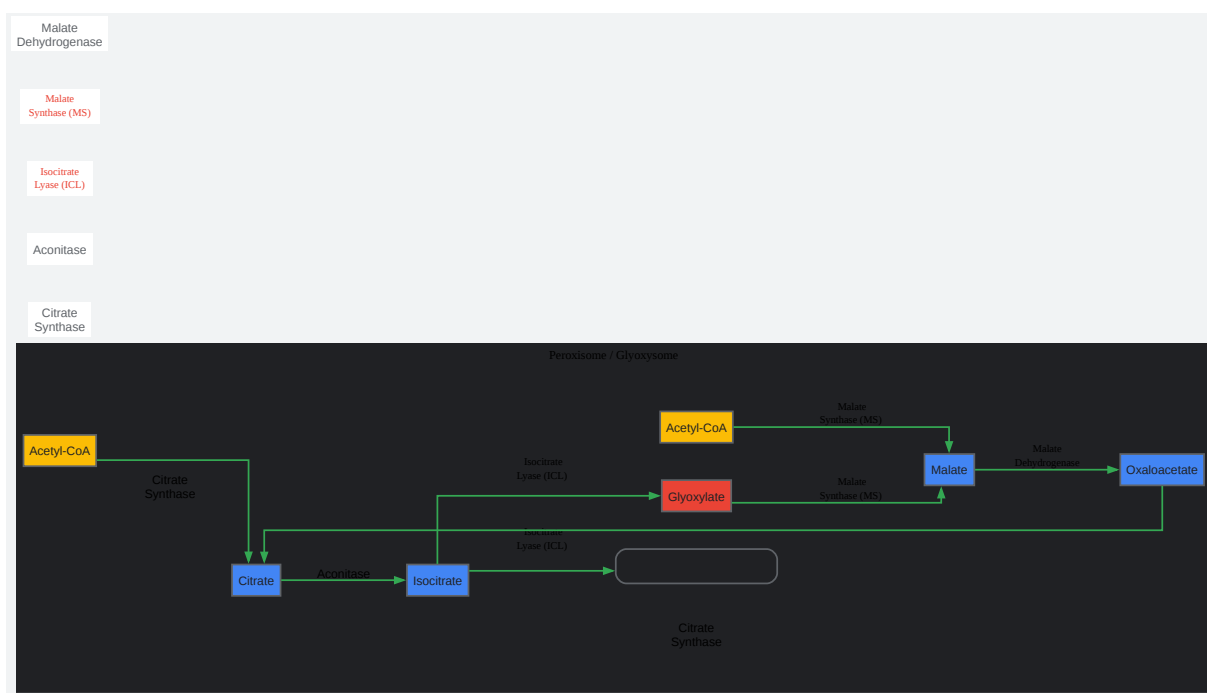 Malate
Dehydrogenase
Malate
Synthase (MS)
Isocitrate
Lyase (ICL)
Aconitase
Citrate
Synthase
Peroxisome / Glyoxysome
Acetyl-CoA
Citrate
Synthase
Isocitrate
Lyase (ICL)
Acetyl-CoA
Malate
Synthase (MS)
Glyoxylate
Malate
Synthase (MS)
Malate
Malate
Dehydrogenase
Oxaloacetate
Isocitrate
Lyase (ICL)
Citrate
Aconitase
Isocitrate
Citrate
Synthase